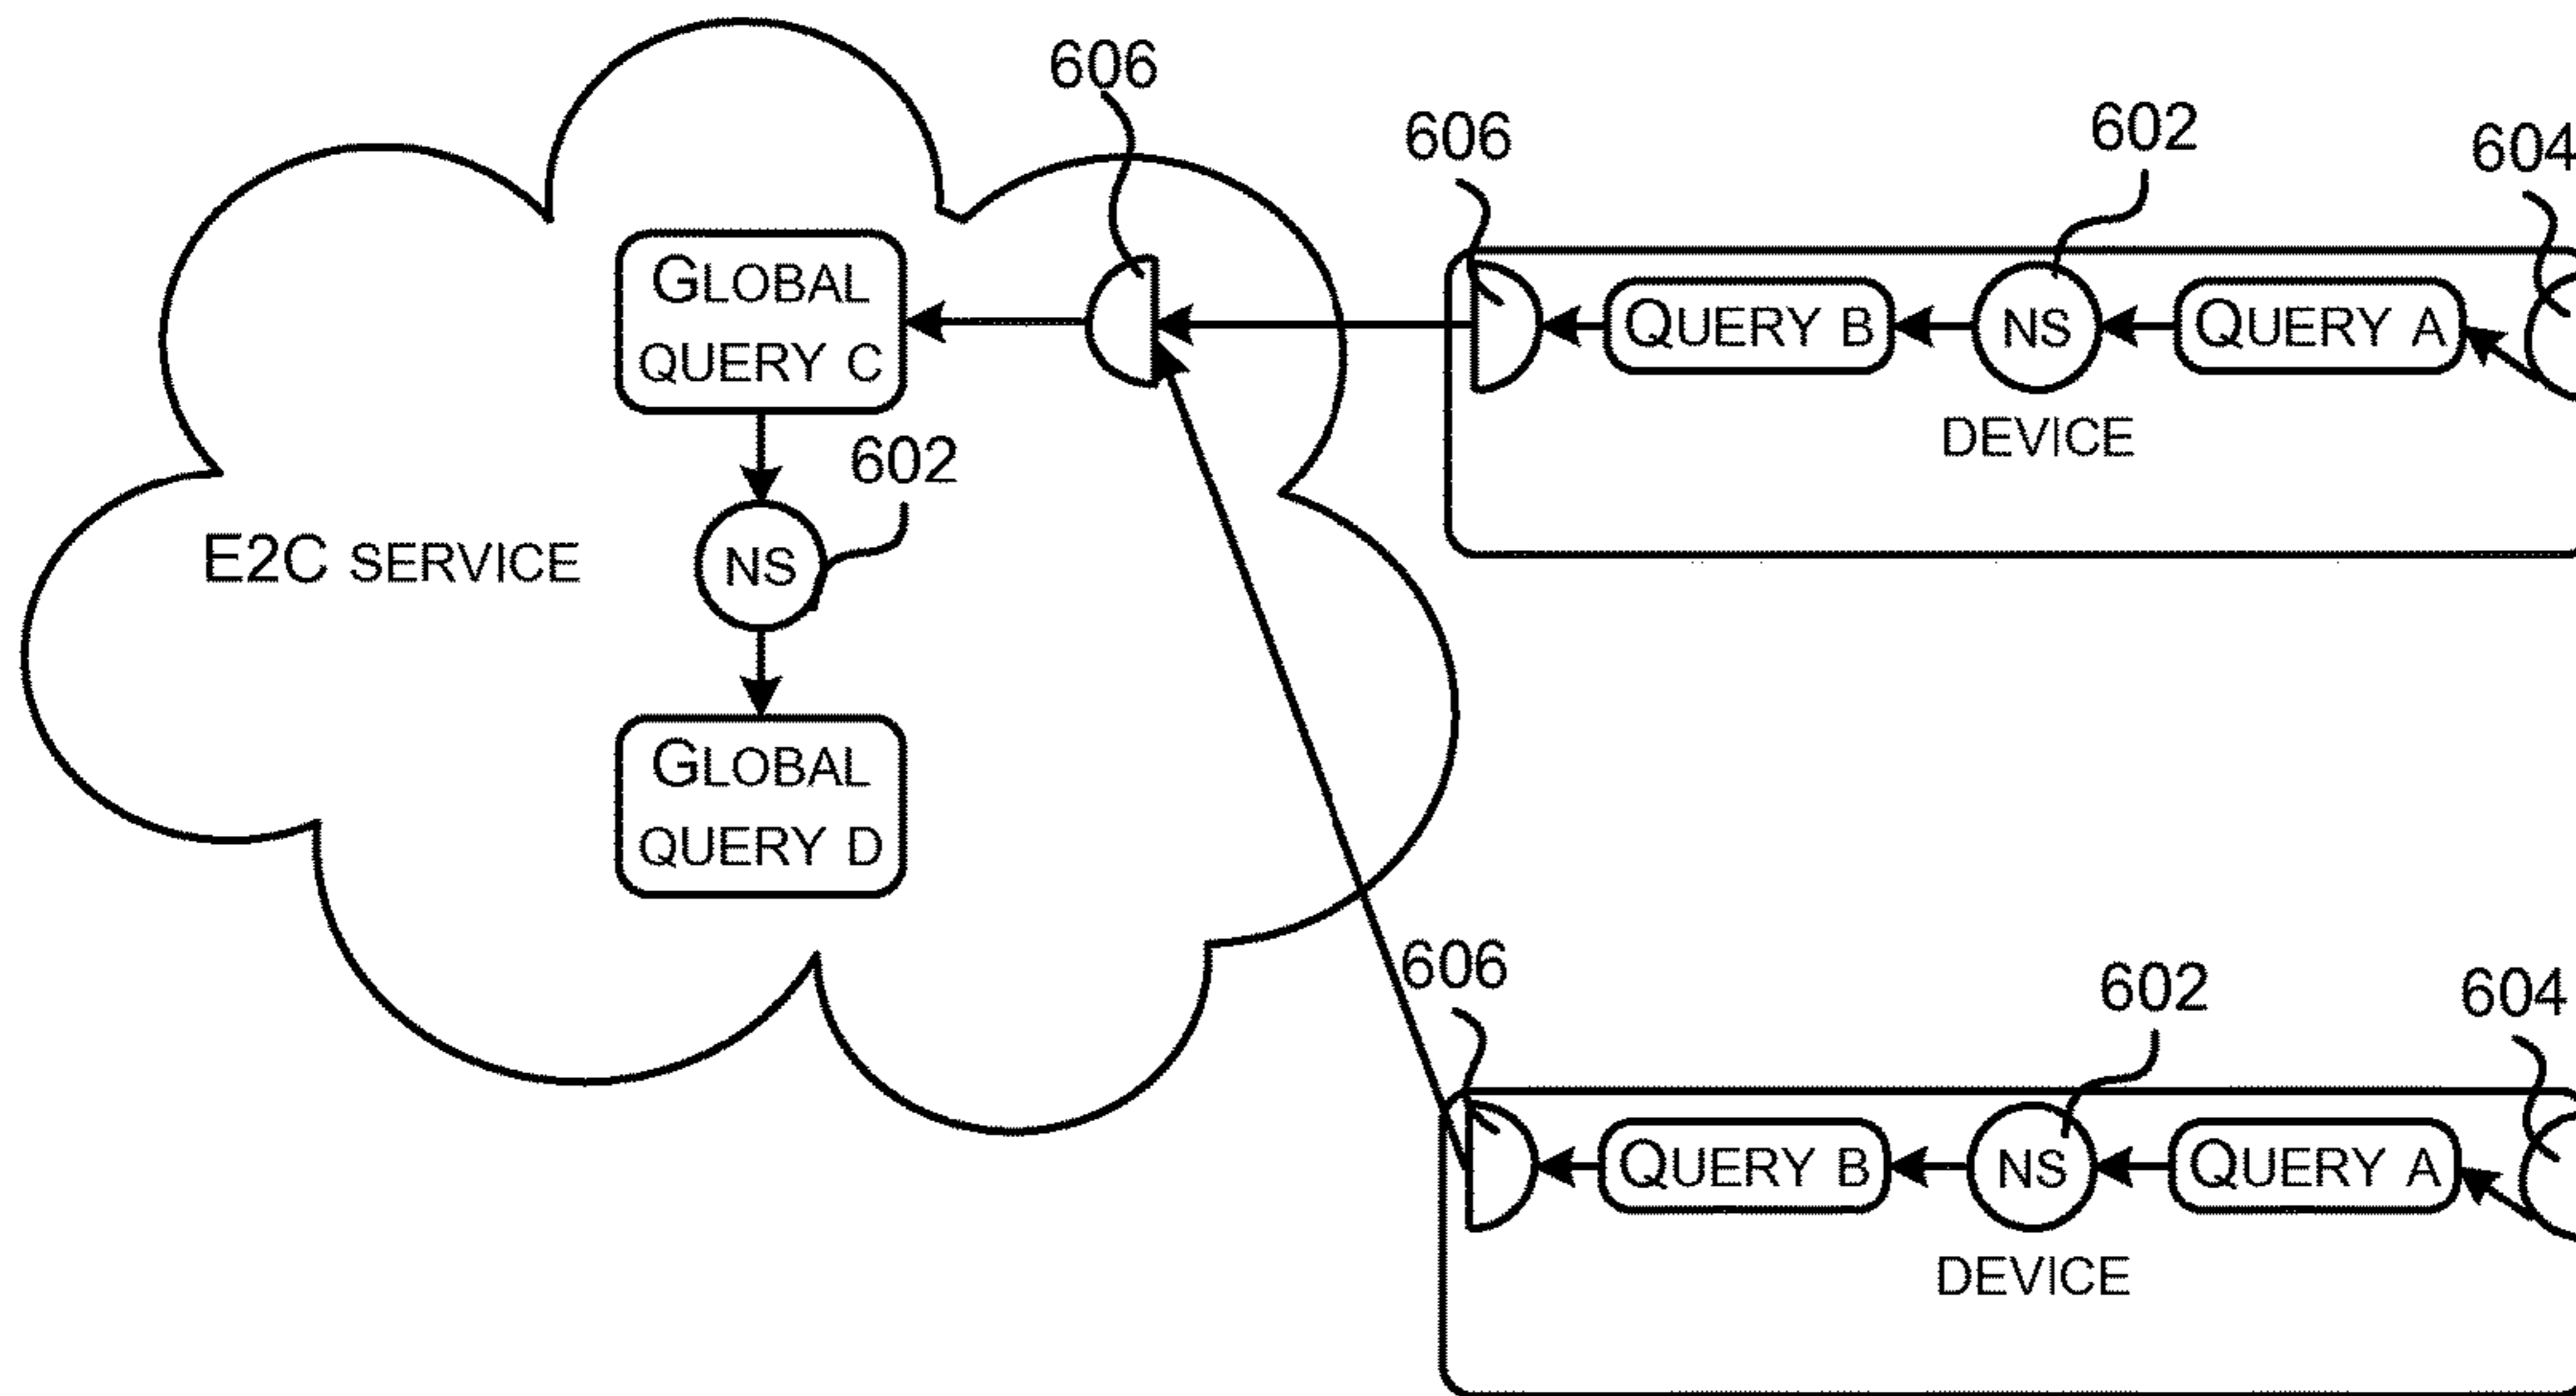 606
606
602
604
GLOBAL
QUERY C
QUERY B
NS
QUERY A
DEVICE
602
E2C SERVICE
NS
GLOBAL
QUERY D
606
602
604
QUERY B
NS
QUERY A
DEVICE